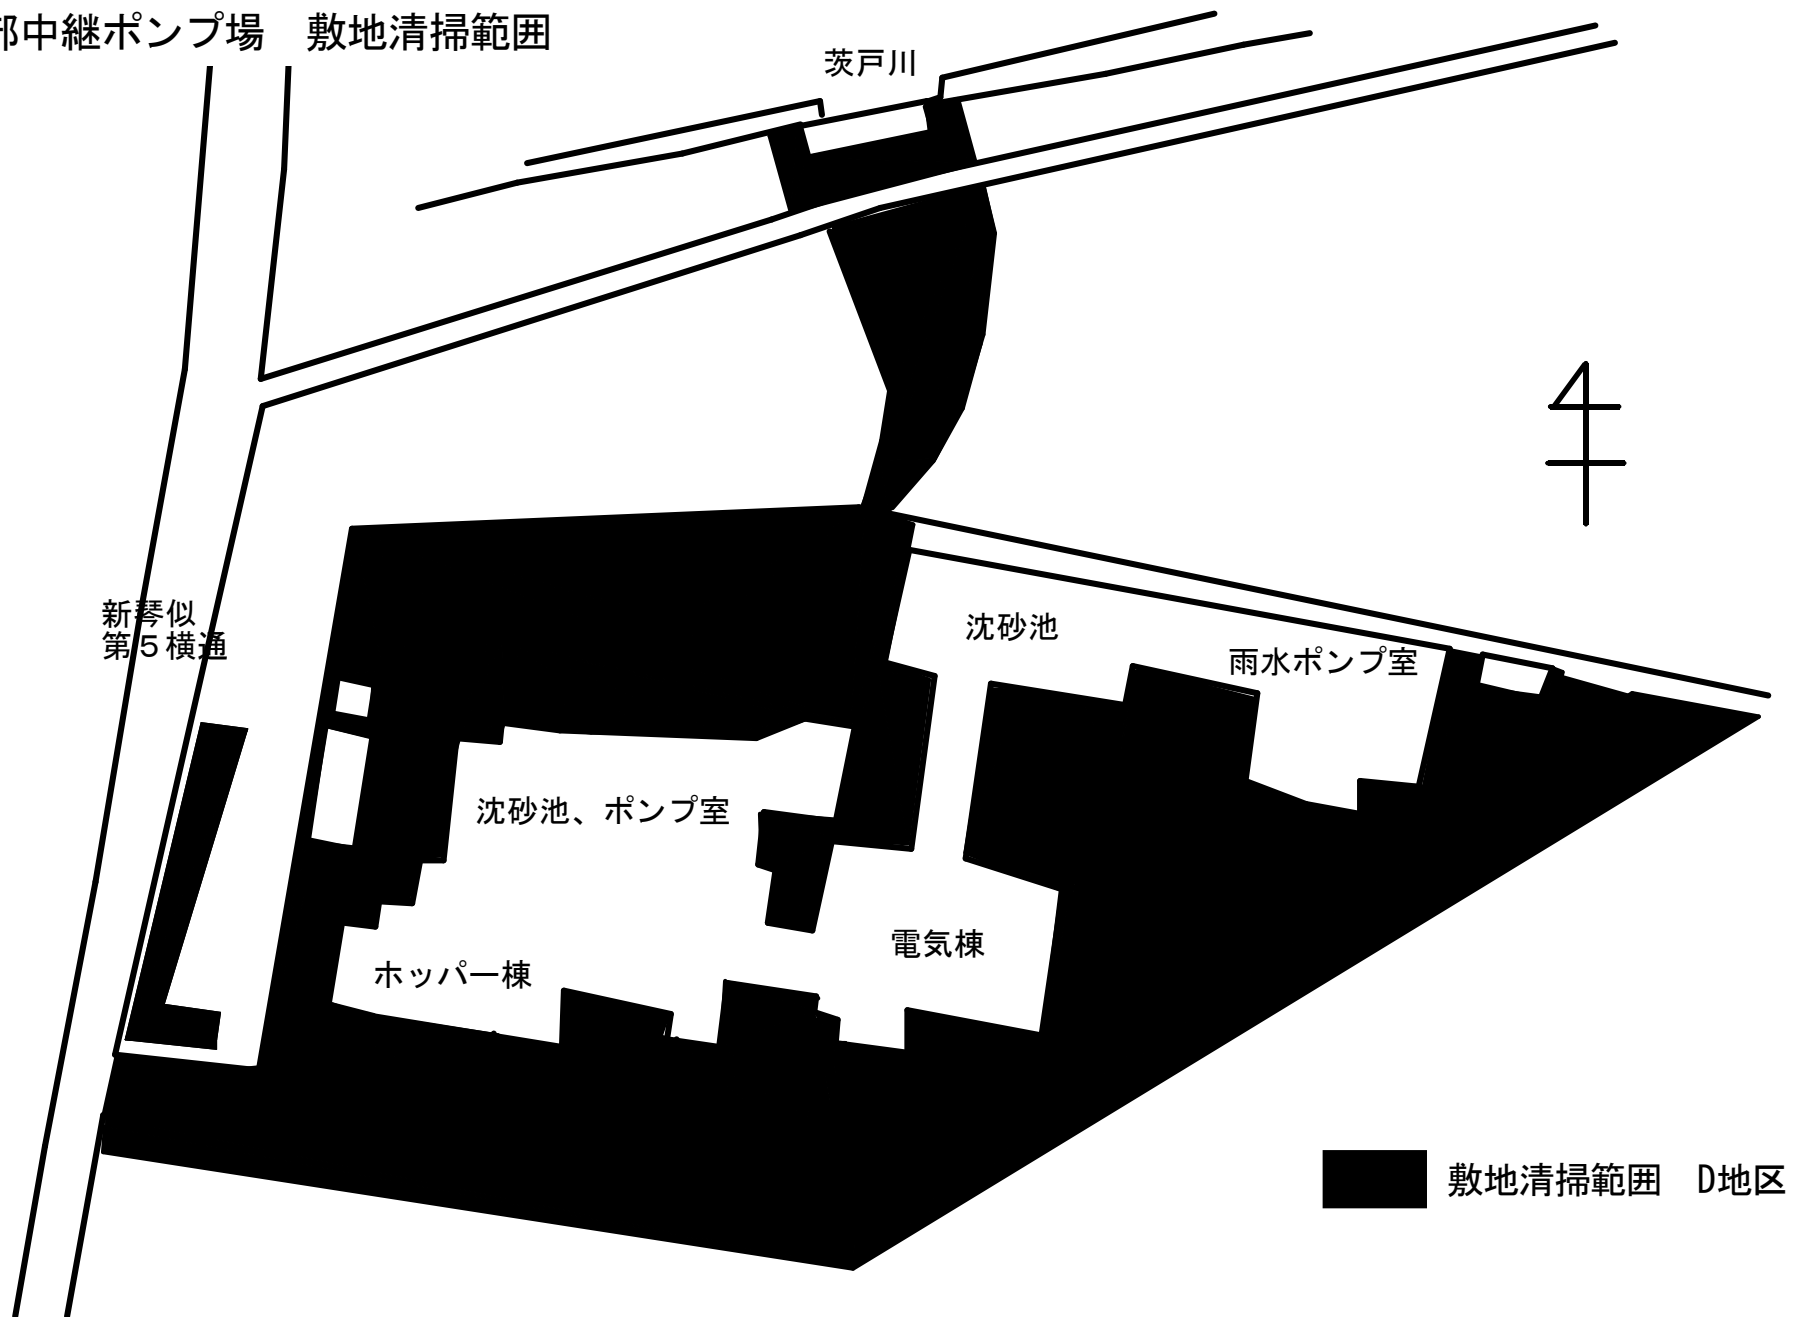 部中継ポンプ場　敷地清掃範囲
茨戸川
新琴似
第５横通
沈砂池
雨水ポンプ室
沈砂池、ポンプ室
電気棟
ホッパー棟
敷地清掃範囲　D地区